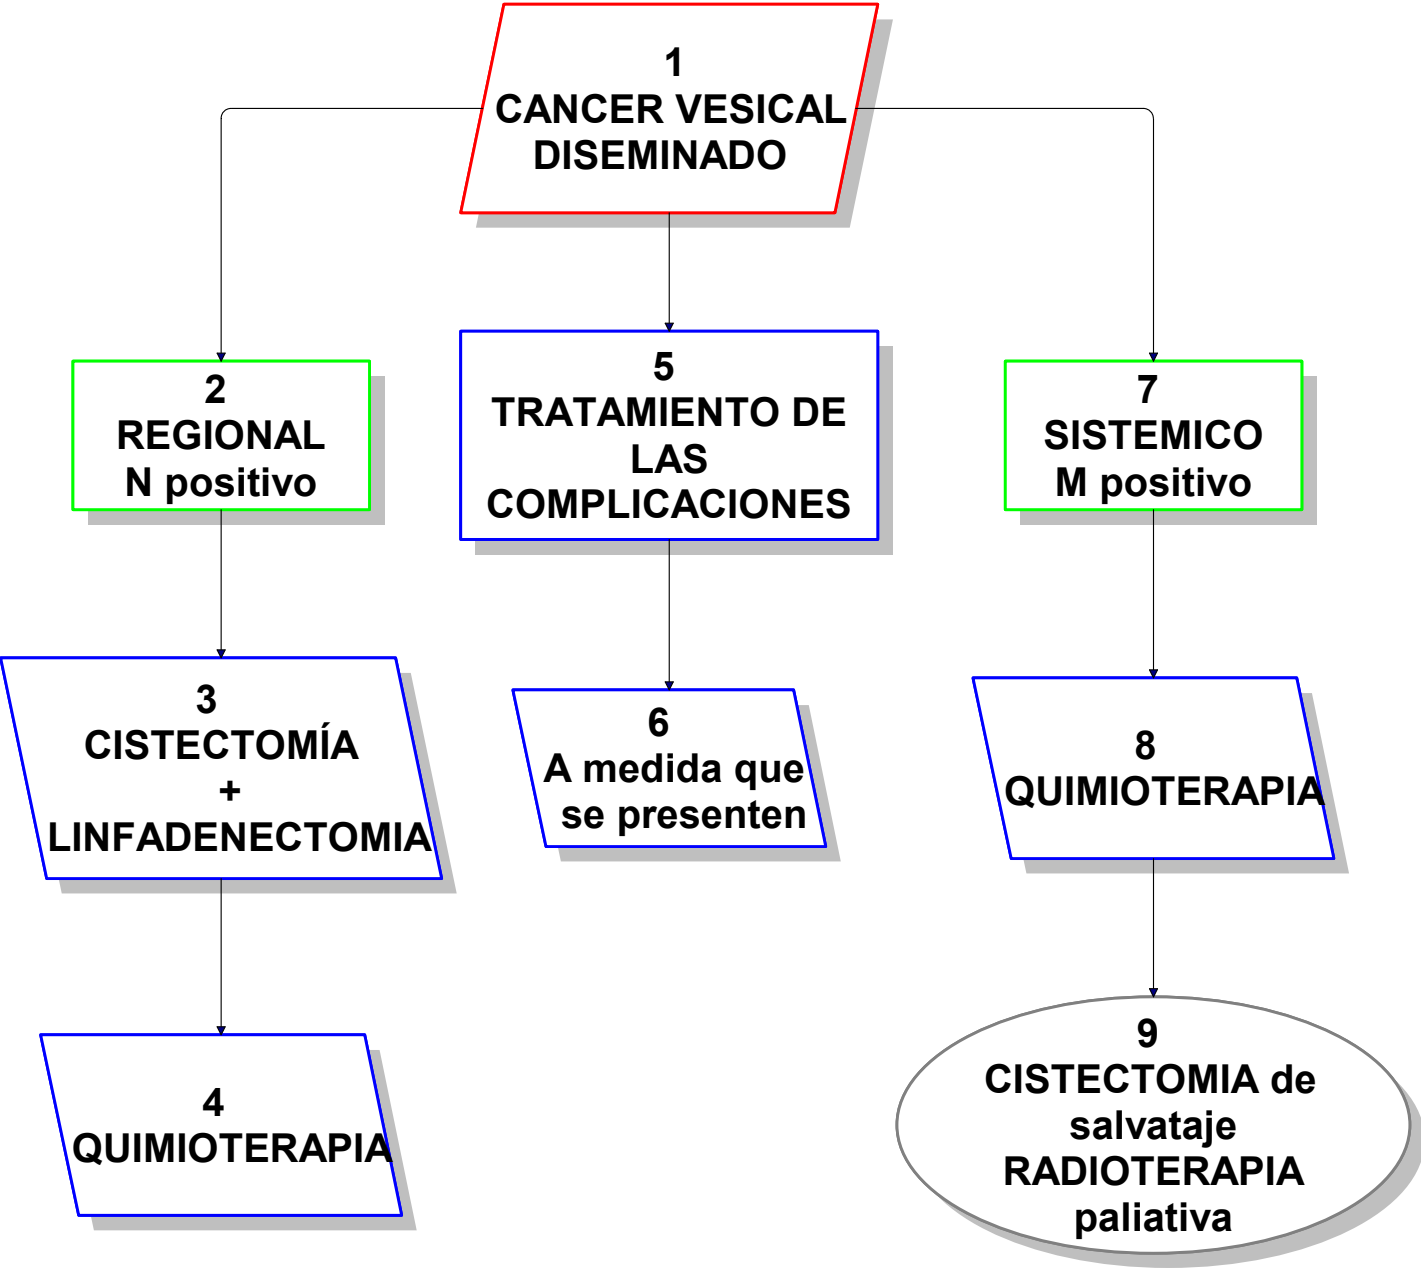 1
CANCER VESICAL
DISEMINADO
2
REGIONAL
N positivo
3
CISTECTOMÍA
+
LINFADENECTOMIA
4
QUIMIOTERAPIA
5
TRATAMIENTO DE
LAS
COMPLICACIONES
6
A medida que
se presenten
7
SISTEMICO
M positivo
8
QUIMIOTERAPIA
9
CISTECTOMIA de
salvataje
RADIOTERAPIA
paliativa